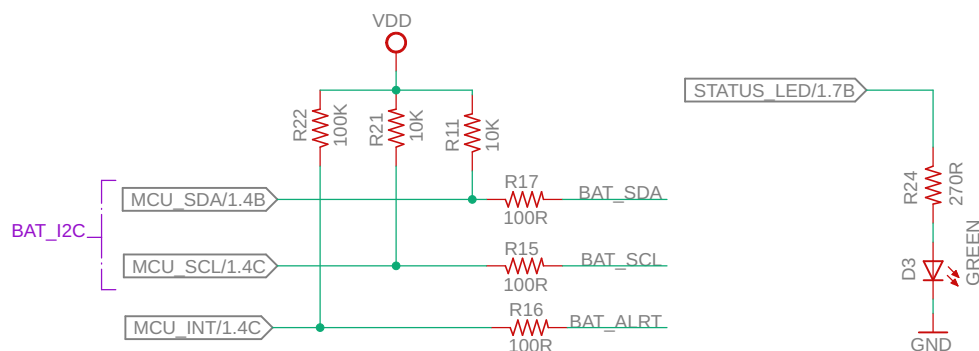 VDD
STATUS_LED/1.7B
R22
100K
R21
10K
R11
10K
R17
MCU_SDA/1.4B
BAT_SDA
100R
R24
270R
BAT_I2C
R15
MCU_SCL/1.4C
BAT_SCL
100R
D3
GREEN
R16
MCU_INT/1.4C
BAT_ALRT
100R
GND